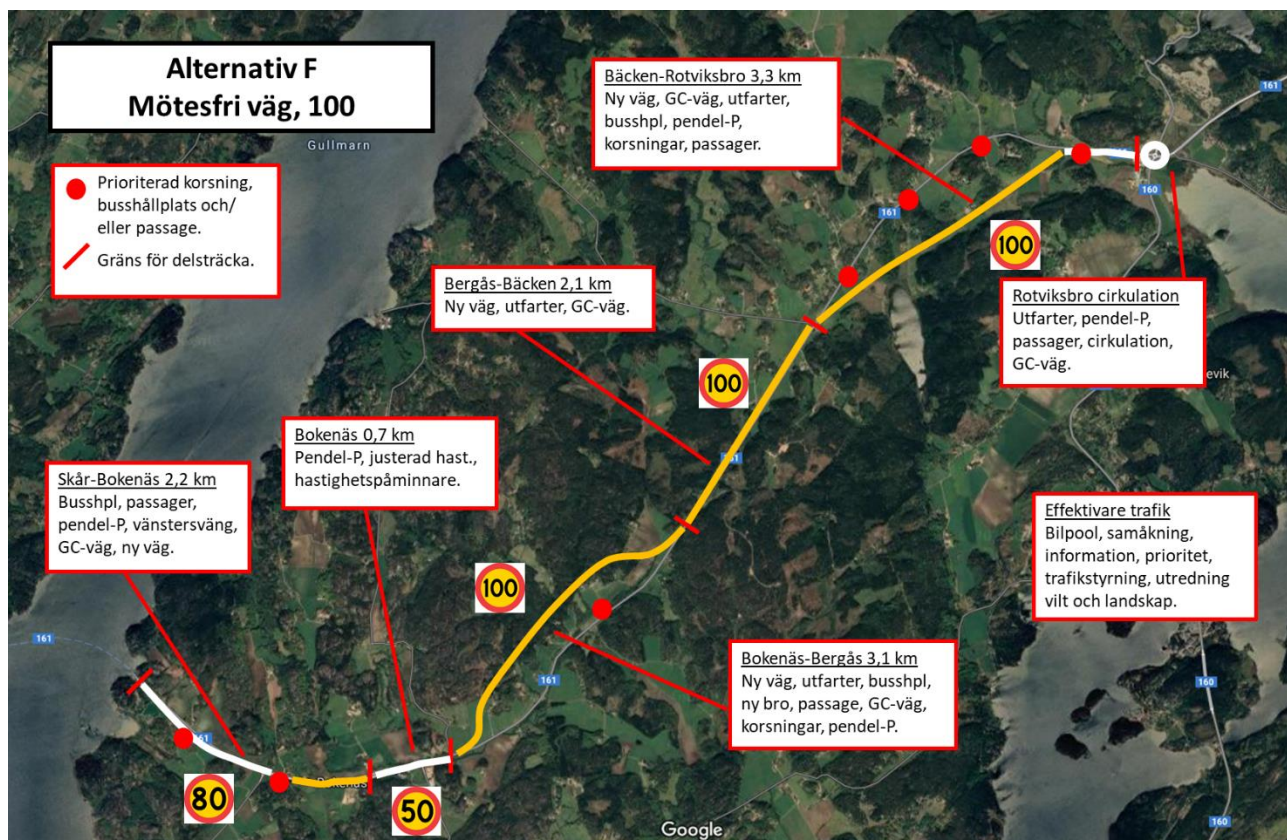 Alternativ F
Mötesfri väg, 100
Gullmarn
Prioriterad korsning,
busshållplats och/
eller passage.
Gräns för delsträcka.
Bäcken-Rotviksbro 3,3 km
Ny väg, GC-väg, utfarter,
busshpl, pendel-P,
korsningar, passager.
161
160
161
100
Bergås-Bäcken 2,1 km
Ny väg, utfarter, GC-väg.
Rotviksbro cirkulation
Utfarter, pendel-P,
passager, cirkulation,
GC-väg.
evik
100
Bokenäs 0,7 km
Pendel-P, justerad hast.,
hastighetspåminnare.
161
Skår-Bokenäs 2,2 km
Busshpl, passager,
pendel-P, vänstersväng,
GC-väg, ny väg.
Effektivare trafik
Bilpool, samåkning,
information, prioritet,
trafikstyrning, utredning
vilt och landskap.
100
161
Bokenäs-Bergås 3,1 km
Ny väg, utfarter, busshpl,
ny bro, passage, GC-väg,
korsningar, pendel-P.
161
160
161
80
50
Google
160